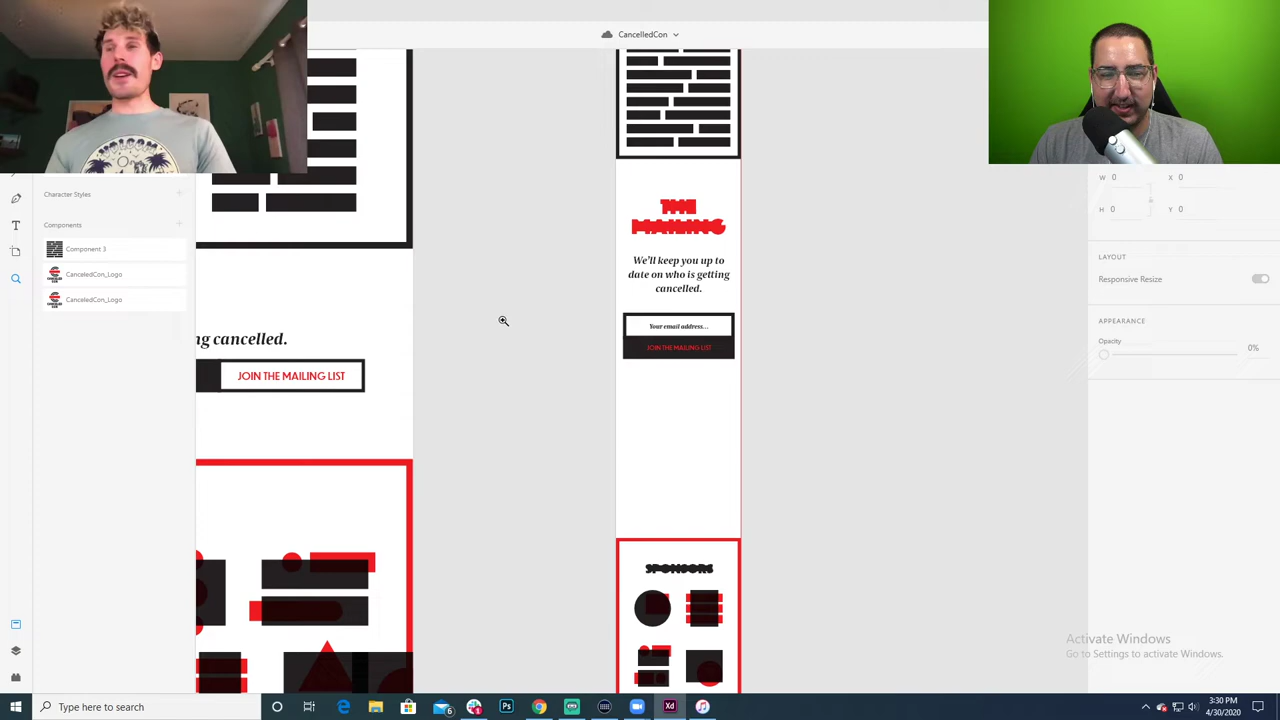 CancelledCon
Character Styles
Components
Component 3
CanceledCon_Logo
CanceledCon_Logo
ng cancelled.
JOIN THE MAILING LIST
THE
MAILING
We'll keep you up to
date on who is getting
cancelled.
Your email address...
JOIN THE MAILING LIST
SPONSORS
W 0 X 0
H 0 Y 0
LAYOUT
Responsive Resize
APPEARANCE
Opacity 0%
Activate Windows
Go to Settings to activate Windows.
Type here to search
3:30 PM
4/30/2020